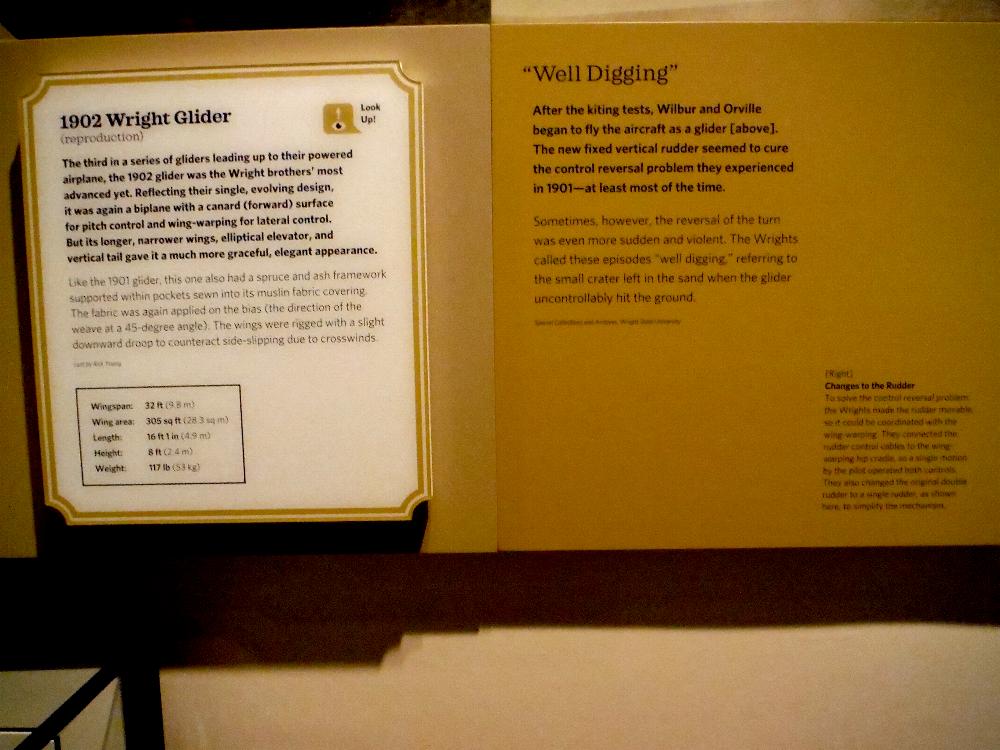 1902 Wright Glider
(reproduction)
Look
Up!
The third in a series of gliders leading up to their powered
airplane, the 1902 glider was the Wright brothers' most
advanced yet. Reflecting their single, evolving design,
it was again a biplane with a canard (forward) surface
for pitch control and wing-warping for lateral control.
But its longer, narrower wings, elliptical elevator, and
vertical tail gave it a much more graceful, elegant appearance.
Like the 1901 glider, this one also had a spruce and ash framework
supported within pockets sewn into its muslin fabric covering.
The fabric was again applied on the bias (the direction of the
weave at a 45-degree angle). The wings were rigged with a slight
downward droop to counteract side-slipping due to crosswinds.
by Rick Young
Wingspan: 32 ft (9.8 m)
Wing area: 305 sq ft (28.3 sq m)
Length: 16 ft 1 in (4.9 m)
Height: 8 ft (2.4 m)
Weight: 117 lb (53 kg)
“Well Digging”
After the kiting tests, Wilbur and Orville
began to fly the aircraft as a glider [above].
The new fixed vertical rudder seemed to cure
the control reversal problem they experienced
in 1901—at least most of the time.
Sometimes, however, the reversal of the turn
was even more sudden and violent. The Wrights
called these episodes “well digging,” referring to
the small crater left in the sand when the glider
uncontrollably hit the ground.
Special Collections and Archives, Wright State University
[Right]
Changes to the Rudder
To solve the control reversal problem,
the Wrights made the rudder movable,
so it could be coordinated with the
wing-warping. They connected the
rudder control cables to the wing-
warping hip cradle, so a single motion
by the pilot operated both controls.
They also changed the original double
rudder to a single rudder, as shown
here, to simplify the mechanism.